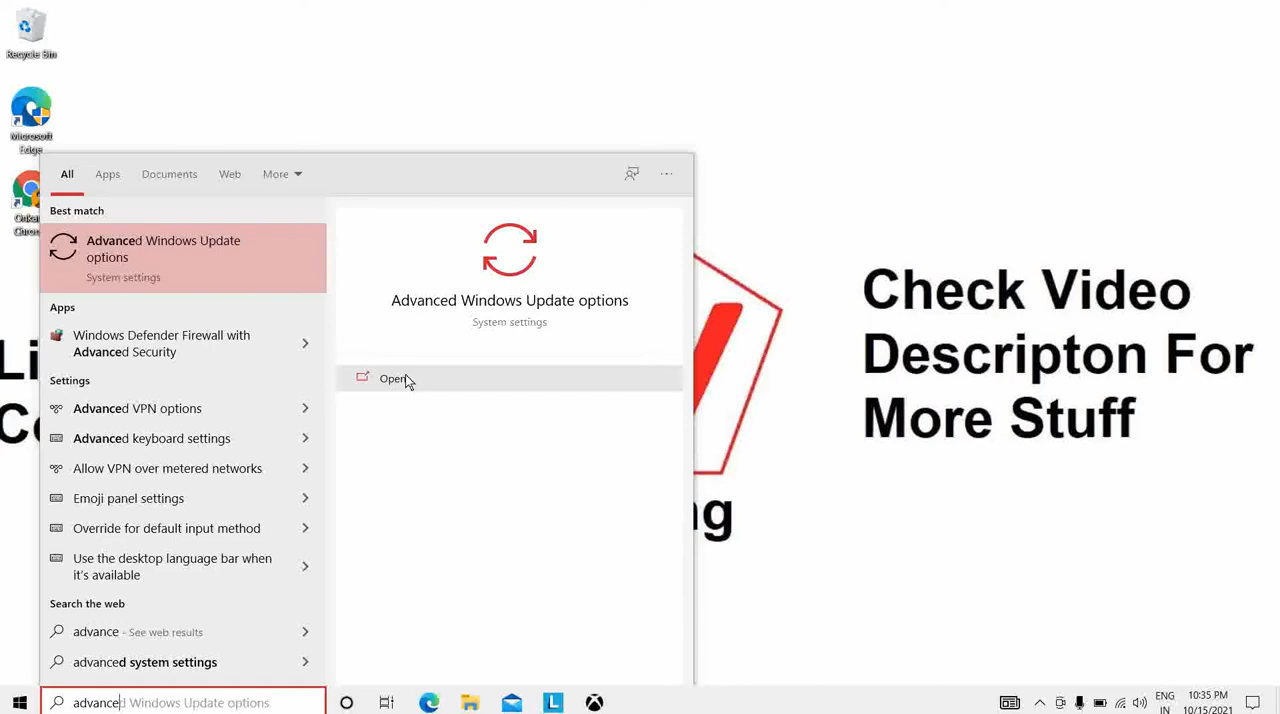 Recycle Bin
Microsoft
Edge
All Apps Documents Web More
Best match
Advanced Windows Update
options
System settings
Apps
Windows Defender Firewall with
Advanced Security
Settings
Advanced VPN options
Advanced keyboard settings
Allow VPN over metered networks
Emoji panel settings
Override for default input method
Use the desktop language bar when
it's available
Search the web
advance - See web results
advanced system settings
advanced Windows Update options
Advanced Windows Update options
System settings
Open
Check Video
Descripton For
More Stuff
ENG
IN
10:35 PM
10/15/2021